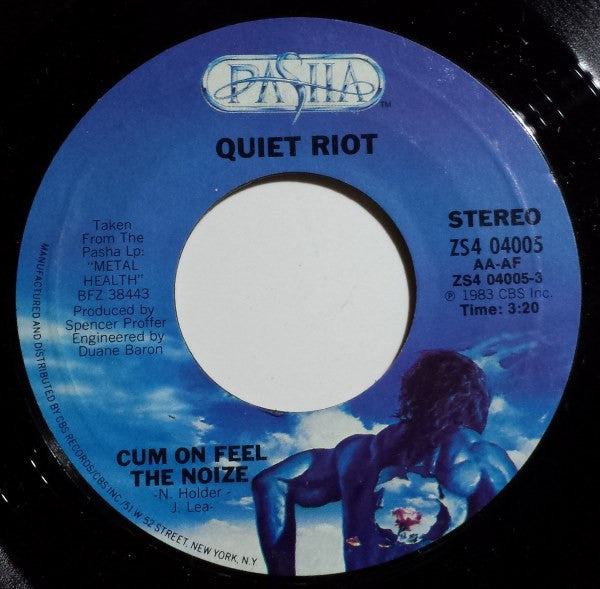 PASHA
TM
QUIET RIOT
Taken
From The
Pasha Lp:
"METAL
HEALTH"
BFZ 38443
Produced by
Spencer Proffer
Engineered by
Duane Baron
STEREO
ZS4 04005
AA-AF
ZS4 04005-3
℗ 1983 CBS Inc.
Time: 3:20
CUM ON FEEL
THE NOIZE
-N. Holder-
J. Lea-
MANUFACTURED AND DISTRIBUTED BY CBS RECORDS/CBS INC./51 W. 52 STREET, NEW YORK, N.Y.